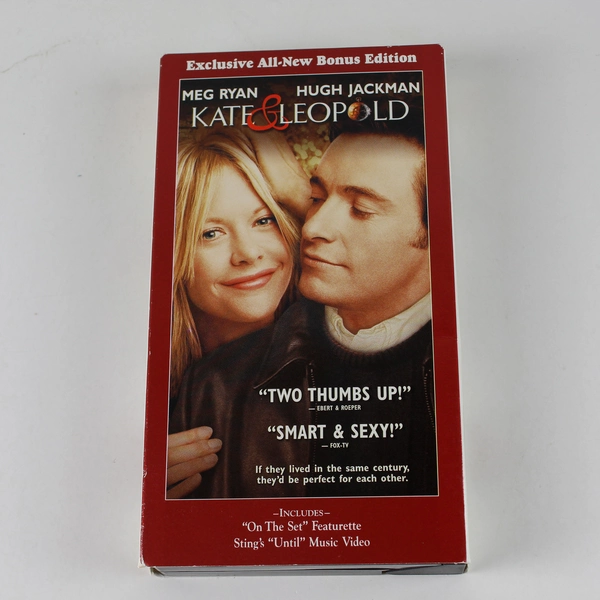 Exclusive All-New Bonus Edition
MEG RYAN HUGH JACKMAN
KATE & LEOPOLD
“TWO THUMBS UP!”
— EBERT & ROEPER
“SMART & SEXY!”
— FOX-TV
If they lived in the same century,
they'd be perfect for each other.
–INCLUDES–
“On The Set” Featurette
Sting's “Until” Music Video